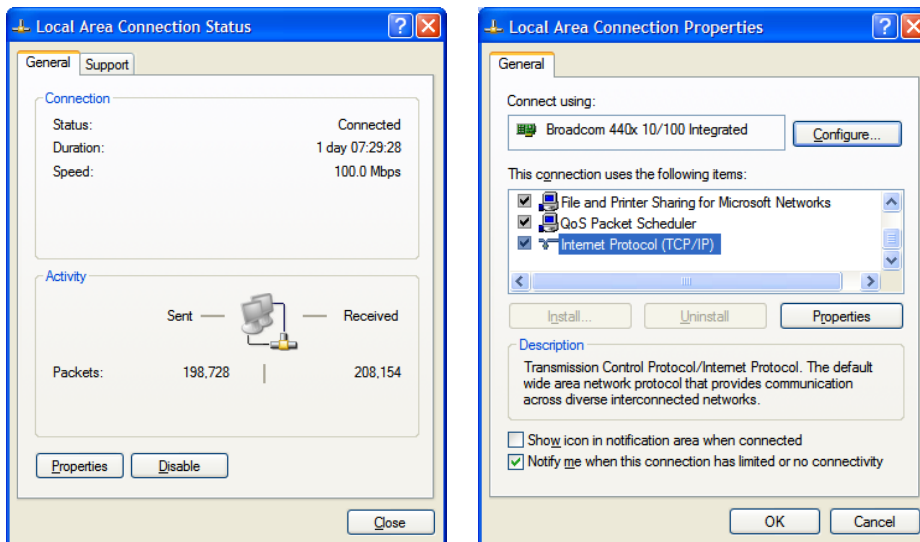 Local Area Connection Status
General Support
Connection
Status: Connected
Duration: 1 day 07:29:28
Speed: 100.0 Mbps
Activity
Sent Received
Packets: 198,728 208,154
Properties Disable
Close
Local Area Connection Properties
General
Connect using:
Broadcom 440x 10/100 Integrated
Configure...
This connection uses the following items:
File and Printer Sharing for Microsoft Networks
QoS Packet Scheduler
Internet Protocol (TCP/IP)
Install... Uninstall Properties
Description
Transmission Control Protocol/Internet Protocol. The default
wide area network protocol that provides communication
across diverse interconnected networks.
Show icon in notification area when connected
Notify me when this connection has limited or no connectivity
OK Cancel